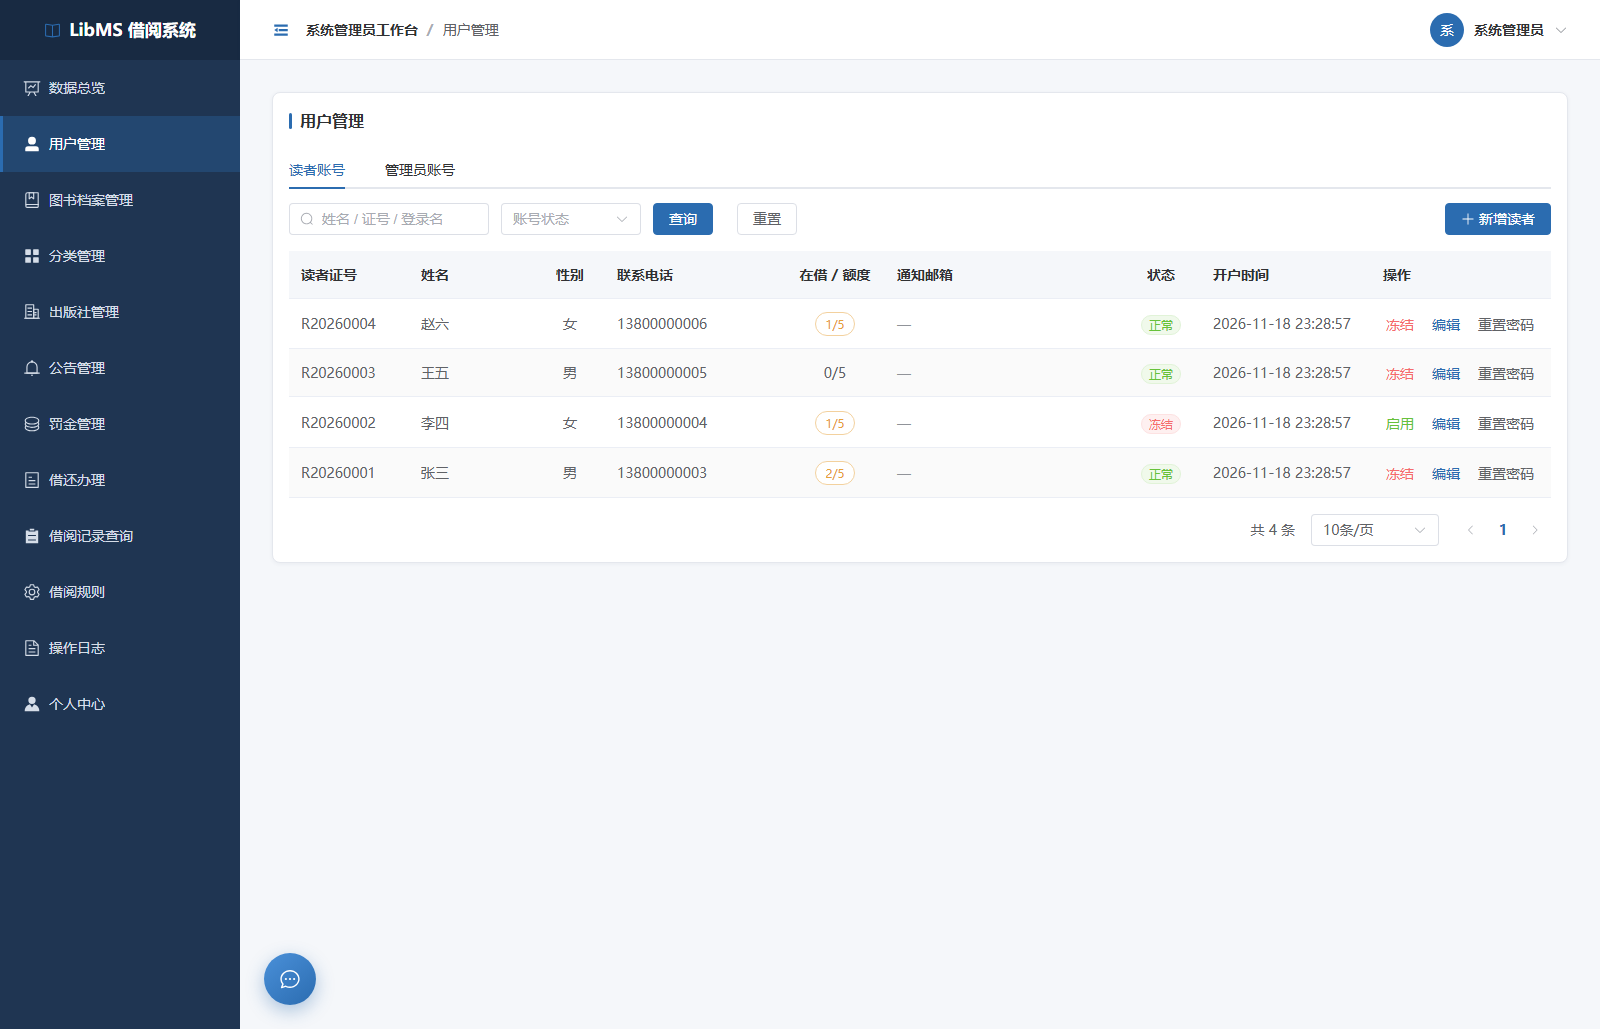 LibMS 借阅系统
系统管理员工作台 / 用户管理
系 系统管理员
数据总览
用户管理
图书档案管理
分类管理
出版社管理
公告管理
罚金管理
借还办理
借阅记录查询
借阅规则
操作日志
个人中心
用户管理
读者账号 管理员账号
姓名 / 证号 / 登录名 账号状态 查询 重置 新增读者
读者证号 姓名 性别 联系电话 在借 / 额度 通知邮箱 状态 开户时间 操作
R20260004 赵六 女 13800000006 1/5 — 正常 2026-11-18 23:28:57 冻结 编辑 重置密码
R20260003 王五 男 13800000005 0/5 — 正常 2026-11-18 23:28:57 冻结 编辑 重置密码
R20260002 李四 女 13800000004 1/5 — 冻结 2026-11-18 23:28:57 启用 编辑 重置密码
R20260001 张三 男 13800000003 2/5 — 正常 2026-11-18 23:28:57 冻结 编辑 重置密码
共 4 条 10条/页 1